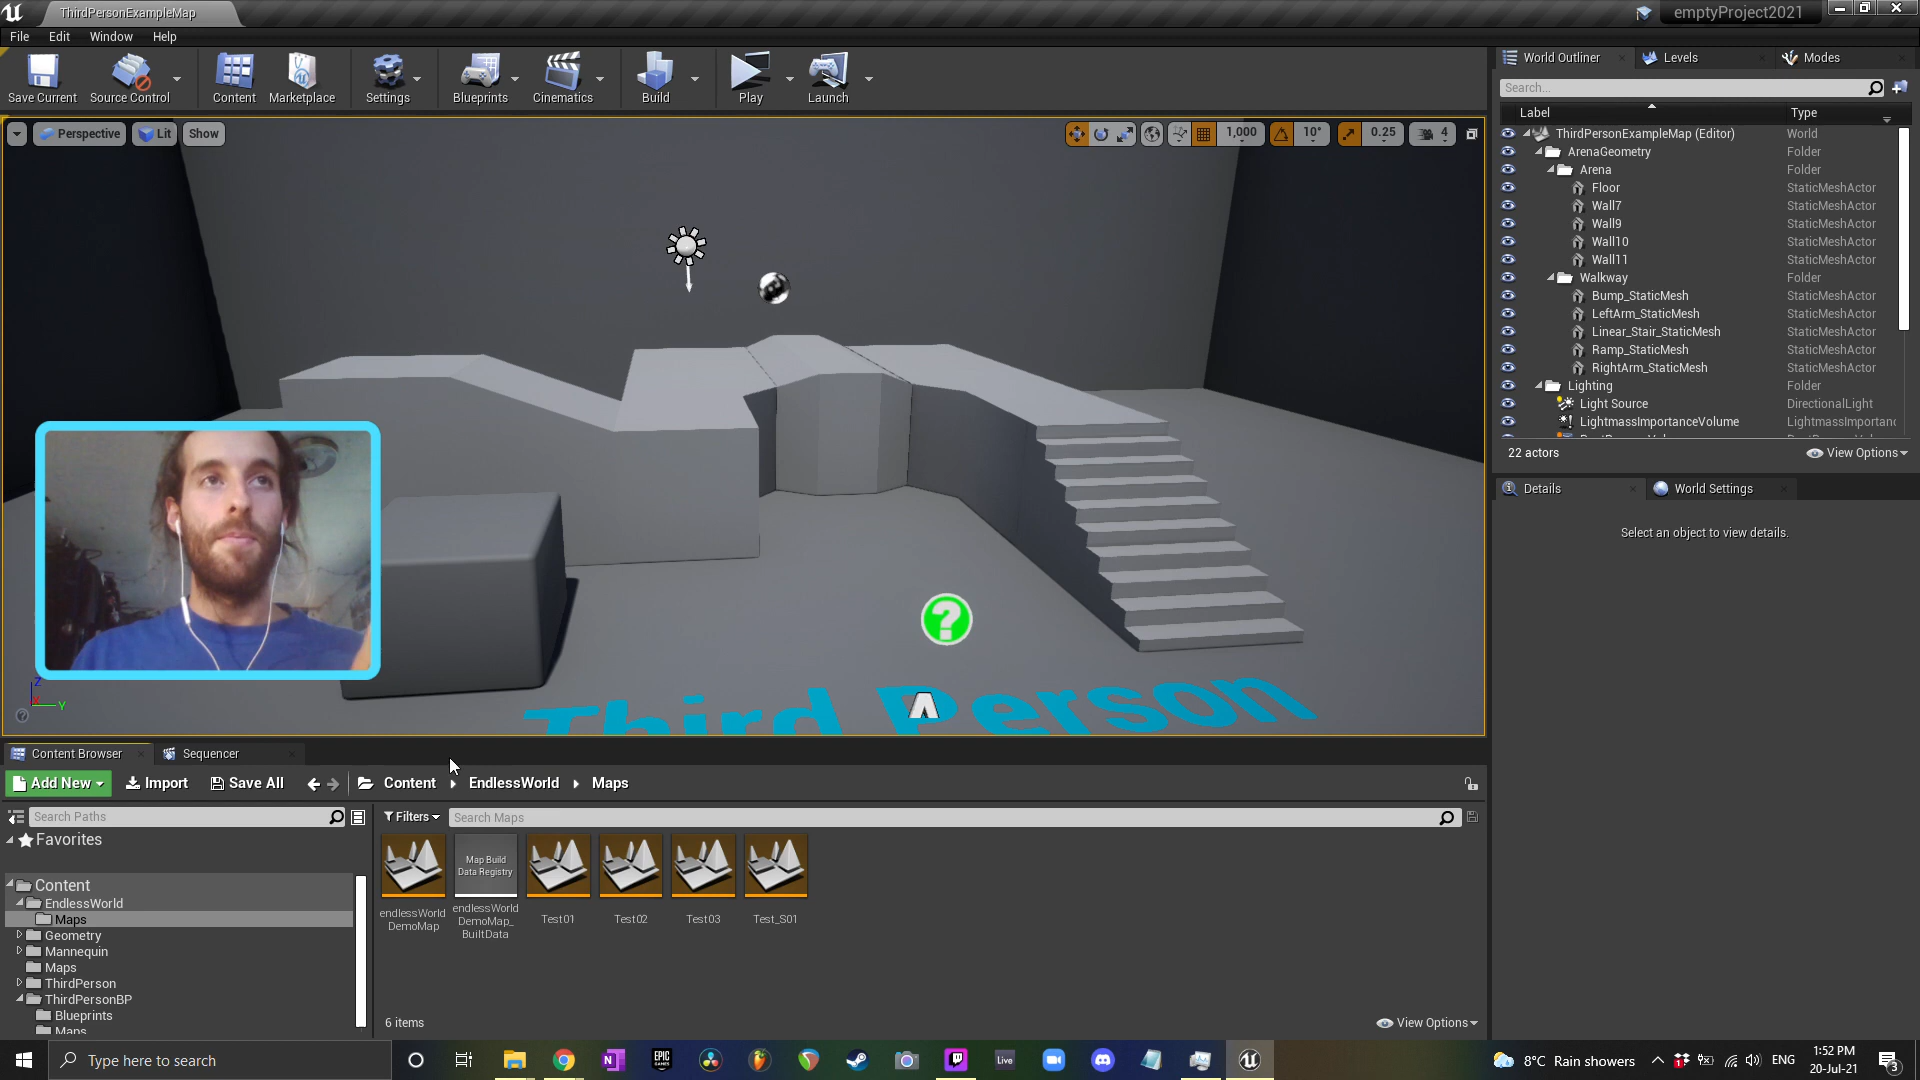 ThirdPersonExampleMap
emptyProject2021
File Edit Window Help
Save Current Source Control Content Marketplace Settings Blueprints Cinematics Build Play Launch
Perspective Lit Show
1,000 10° 0.25 4
World Outliner Levels Modes
Search...
Label Type
ThirdPersonExampleMap (Editor) World
ArenaGeometry Folder
Arena Folder
Floor StaticMeshActor
Wall7 StaticMeshActor
Wall9 StaticMeshActor
Wall10 StaticMeshActor
Wall11 StaticMeshActor
Walkway Folder
Bump_StaticMesh StaticMeshActor
LeftArm_StaticMesh StaticMeshActor
Linear_Stair_StaticMesh StaticMeshActor
Ramp_StaticMesh StaticMeshActor
RightArm_StaticMesh StaticMeshActor
Lighting Folder
Light Source DirectionalLight
LightmassImportanceVolume LightmassImportanc
22 actors View Options
Details World Settings
Select an object to view details.
Third Person
Z
Y
Content Browser Sequencer
Add New Import Save All Content EndlessWorld Maps
Search Paths
Filters Search Maps
Favorites
Content
EndlessWorld
Maps
Geometry
Mannequin
Maps
ThirdPerson
ThirdPersonBP
Blueprints
Maps
Map Build
Data Registry
endlessWorld
DemoMap
endlessWorld
DemoMap_
BuiltData
Test01
Test02
Test03
Test_S01
6 items View Options
Type here to search
EPIC
GAMES
Live
8°C Rain showers
ENG
1:52 PM
20-Jul-21
3